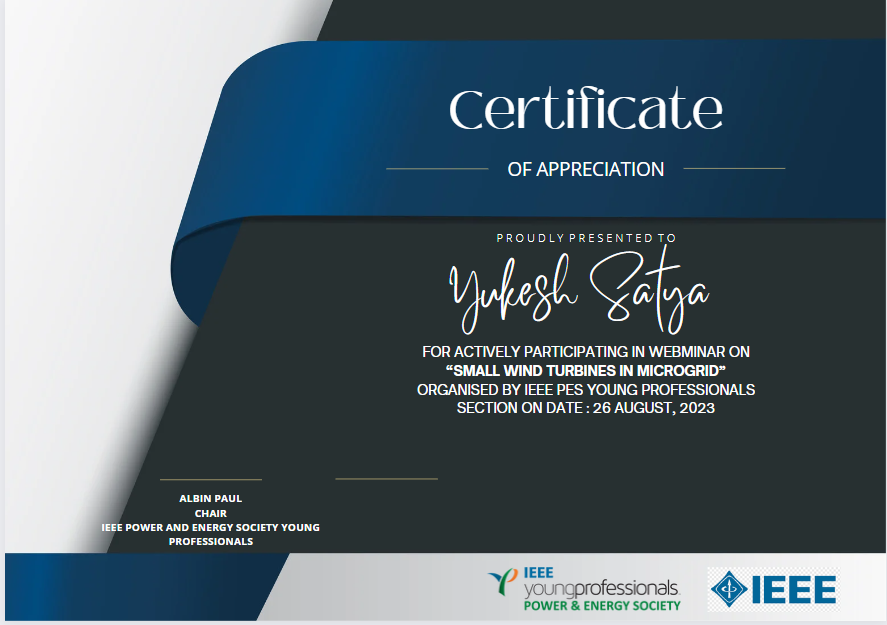 Certificate
OF APPRECIATION
PROUDLY PRESENTED TO
Yukesh Satya
FOR ACTIVELY PARTICIPATING IN WEBMINAR ON
“SMALL WIND TURBINES IN MICROGRID”
ORGANISED BY IEEE PES YOUNG PROFESSIONALS
SECTION ON DATE : 26 AUGUST, 2023
ALBIN PAUL
CHAIR
IEEE POWER AND ENERGY SOCIETY YOUNG
PROFESSIONALS
IEEE
youngprofessionals
POWER & ENERGY SOCIETY
IEEE